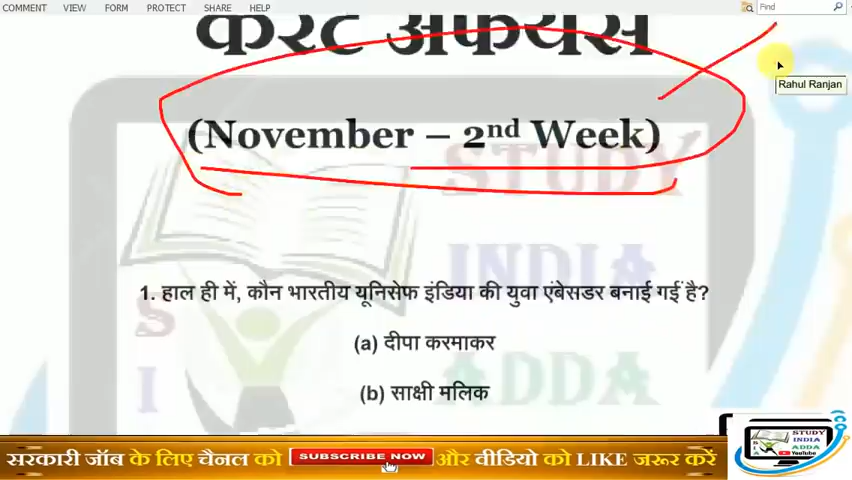 COMMENT VIEW FORM PROTECT SHARE HELP Find
करंट अफेयर्स
Rahul Ranjan
(November – 2nd Week)
STUDY
INDIA
1. हाल ही में, कौन भारतीय यूनिसेफ इंडिया की युवा एंबेसडर बनाई गईं है?
S
I
ADDA
(a) दीपा करमाकर
(b) साक्षी मलिक
सरकारी जॉब के लिए चैनल को SUBSCRIBE NOW और वीडियो को LIKE जरूर करें
STUDY
INDIA
ADDA
YouTube